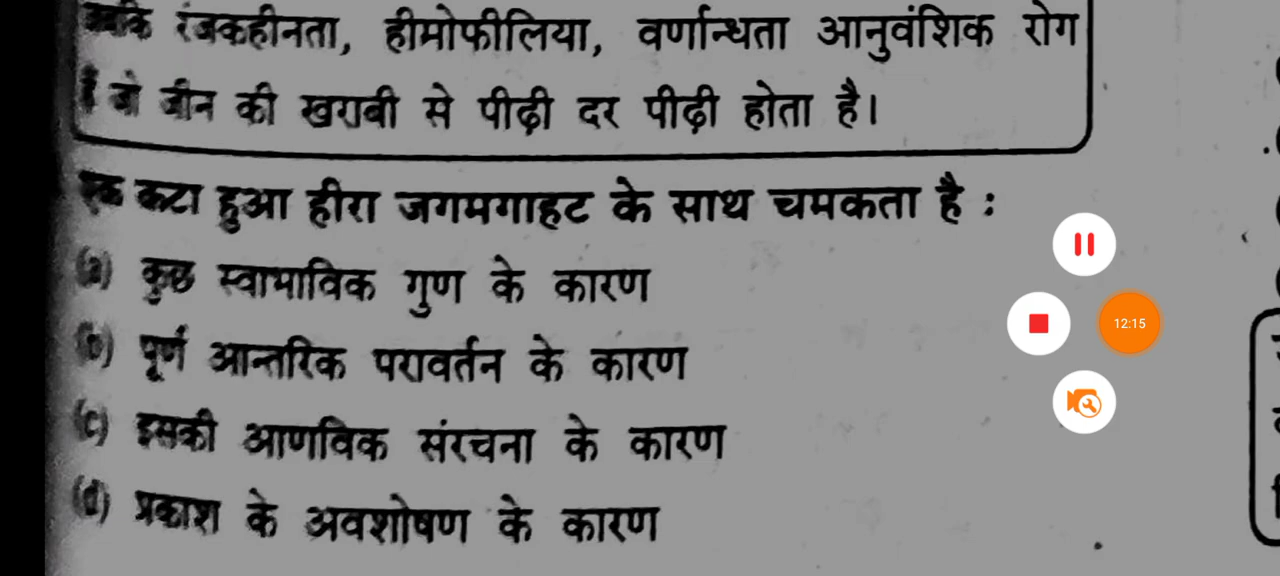 रंजकहीनता, हीमोफीलिया, वर्णान्धता आनुवंशिक रोग
जो जीन की खराबी से पीढ़ी दर पीढ़ी होता है।
एक कटा हुआ हीरा जगमगाहट के साथ चमकता है :
(a) कुछ स्वाभाविक गुण के कारण
(b) पूर्ण आन्तरिक परावर्तन के कारण
(c) इसकी आणविक संरचना के कारण
(d) प्रकाश के अवशोषण के कारण
12:15